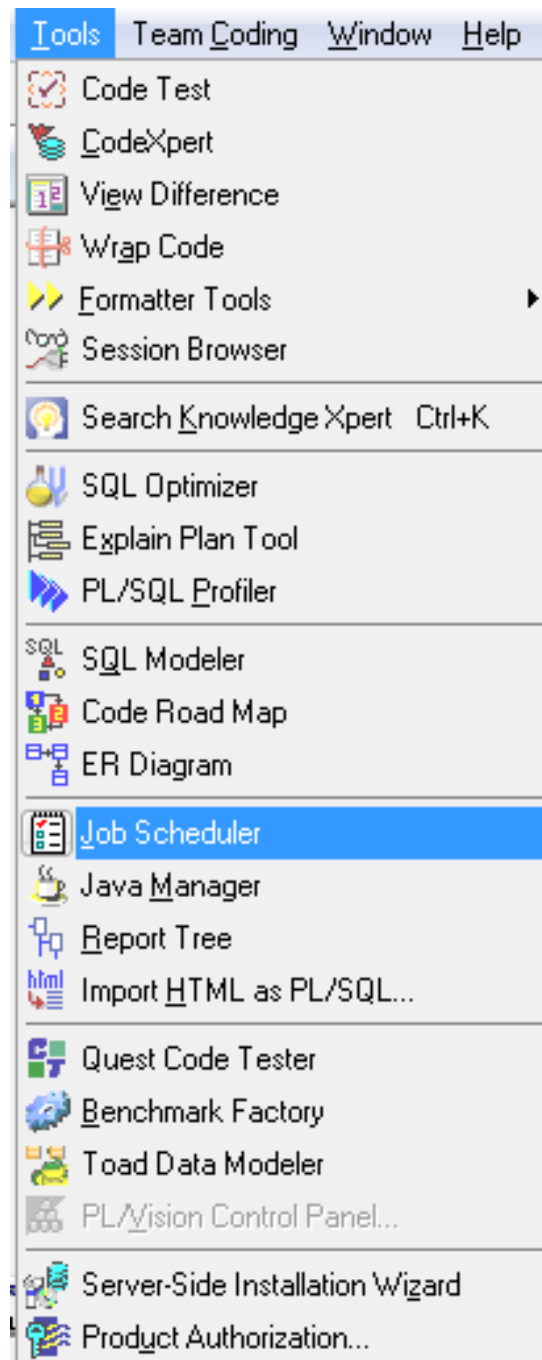 Tools Team Coding Window Help
Code Test
CodeXpert
View Difference
Wrap Code
Formatter Tools
Session Browser
Search Knowledge Xpert Ctrl+K
SQL Optimizer
Explain Plan Tool
PL/SQL Profiler
SQL Modeler
Code Road Map
ER Diagram
Job Scheduler
Java Manager
Report Tree
Import HTML as PL/SQL...
Quest Code Tester
Benchmark Factory
Toad Data Modeler
PL/Vision Control Panel...
Server-Side Installation Wizard
Product Authorization...